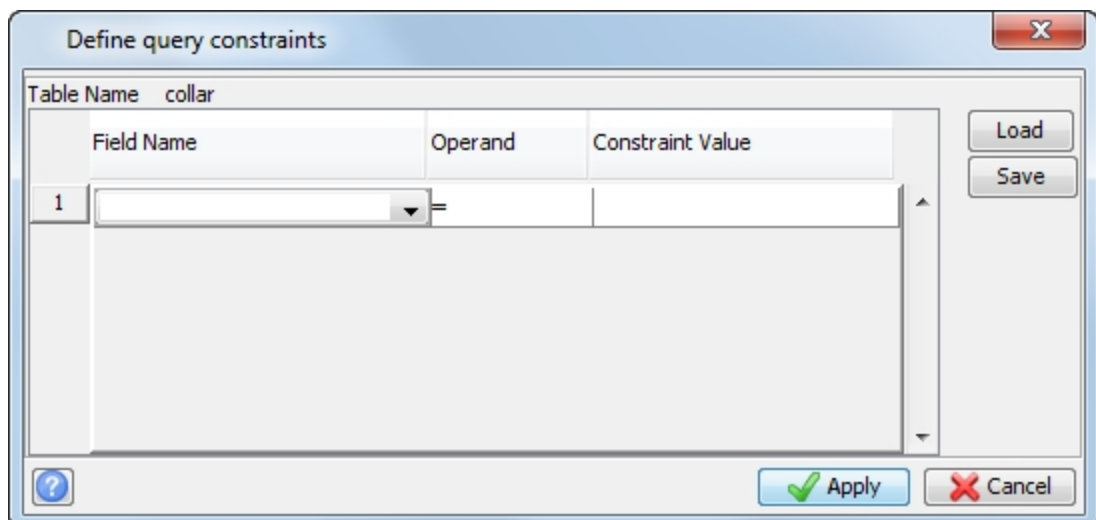 Define query constraints
x
Table Name collar
Field Name Operand Constraint Value
Load
Save
1 =
? Apply Cancel